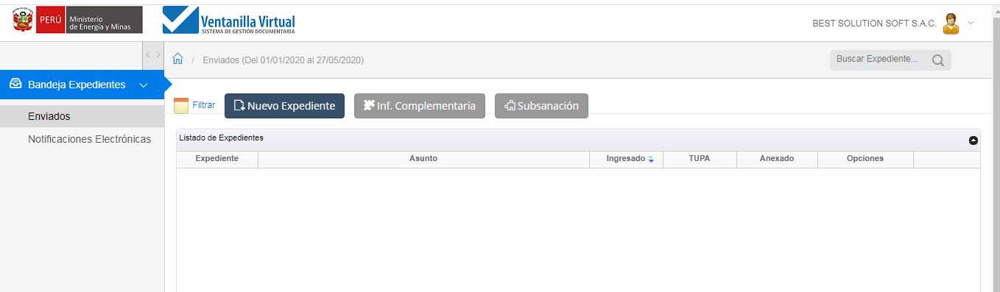 PERÚ
Ministerio
de Energía y Minas
Ventanilla Virtual
SISTEMA DE GESTIÓN DOCUMENTARIA
BEST SOLUTION SOFT S.A.C.
/ Enviados (Del 01/01/2020 al 27/05/2020)
Buscar Expediente...
Bandeja Expedientes
Enviados
Notificaciones Electrónicas
Filtrar
Nuevo Expediente
Inf. Complementaria
Subsanación
Listado de Expedientes
Expediente Asunto Ingresado TUPA Anexado Opciones